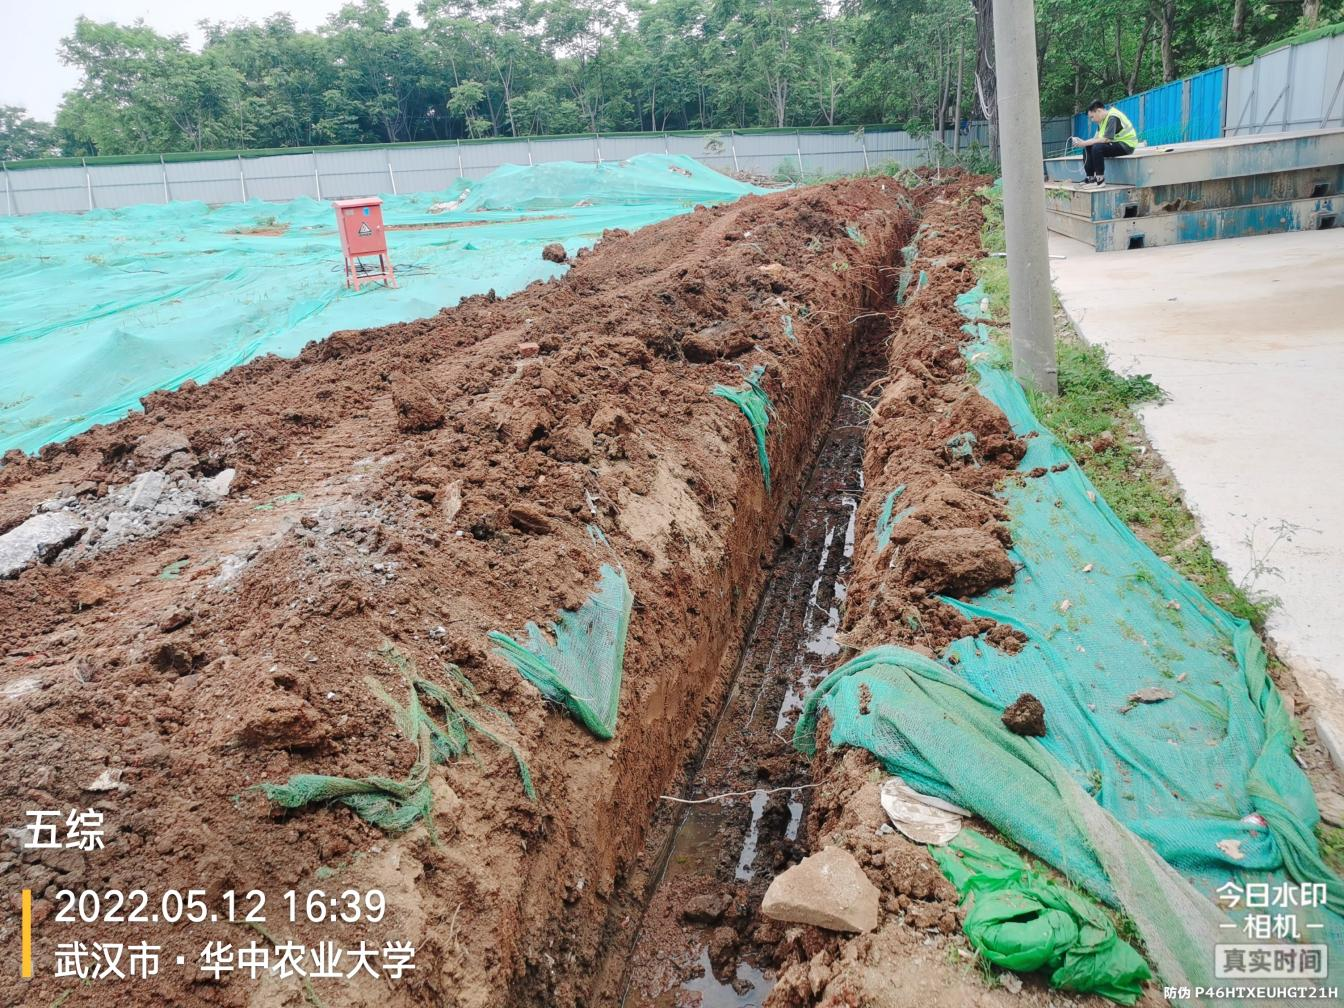 五综
2022.05.12 16:39
武汉市·华中农业大学
今日水印
-相机-
真实时间
防伪 P46HTXEUHGT21H